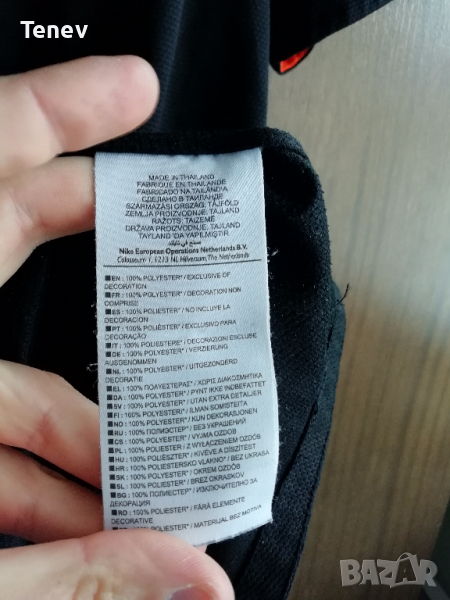 Tenev
MADE IN THAILAND
FABRIQUÉ EN THAILANDE
FABRICADO NA TAILÂNDIA
СДЕЛАНО В ТАИЛАНДЕ
SZÁRMAZÁSI ORSZÁG: TÁJFÖLD
ZEMLJA PROIZVODNJE: TAJLAND
RAŽOTS: TAIZEMĒ
DRŽAVA PROIZVODNJE: TAJLAND
TAYLAND 'DA YAPILMIŞTIR
صنع في تايلاند
Nike European Operations Netherlands B.V.
Colosseum 1, 1213 NL Hilversum, The Netherlands
EN: 100% POLYESTER* / EXCLUSIVE OF
DECORATION
FR: 100% POLYESTER* / DECORATION NON
COMPRISE
ES: 100% POLIÉSTER* / NO INCLUYE LA
DECORACION
PT: 100% POLIÉSTER* / EXCLUSIVO PARA
DECORAÇÃO
IT: 100% POLIESTERE* / DECORAZIONI ESCLUSE
DE: 100% POLYESTER* / VERZIERUNG
AUSGENOMMEN
NL: 100% POLYESTER* / UITGEZONDERD
DECORATIE
EL: 100% ΠΟΛΥΕΣΤΕΡΑΣ* / ΧΩΡΙΣ ΔΙΑΚΟΣΜΗΤΙΚΑ
DA: 100% POLYESTER* / PYNT IKKE INDBEFATTET
SV: 100% POLYESTER* / UTAN EXTRA DETALJER
FI: 100% POLYESTERI* / ILMAN SOMISTEITA
NO: 100% POLYESTER* / KUN DEKORASJONEN
RU: 100% ПОЛИЭСТЕР* / БЕЗ УКРАШЕНИЙ
CS: 100% POLYESTER* / VYJMA OZDOB
PL: 100% POLIESTER* / Z WYŁĄCZENIEM OZDÓB
HU: 100% POLIÉSZTER* / KIVÉVE A DÍSZÍTÉST
HR: 100% POLIESTERSKO VLAKNO* / BEZ UKRASA
SK: 100% POLYESTER* / OKREM OZDÔB
SL: 100% POLIESTER* / BREZ OKRASKOV
BG: 100% ПОЛИЕСТЕР* / ИЗКЛЮЧИТЕЛНО ЗА
ДЕКОРАЦИЯ
RO: 100% POLIESTER* / FĂRĂ ELEMENTE
DECORATIVE
100% POLYESTER* / MATERIJAL BEZ MOTIVA
BAZAR